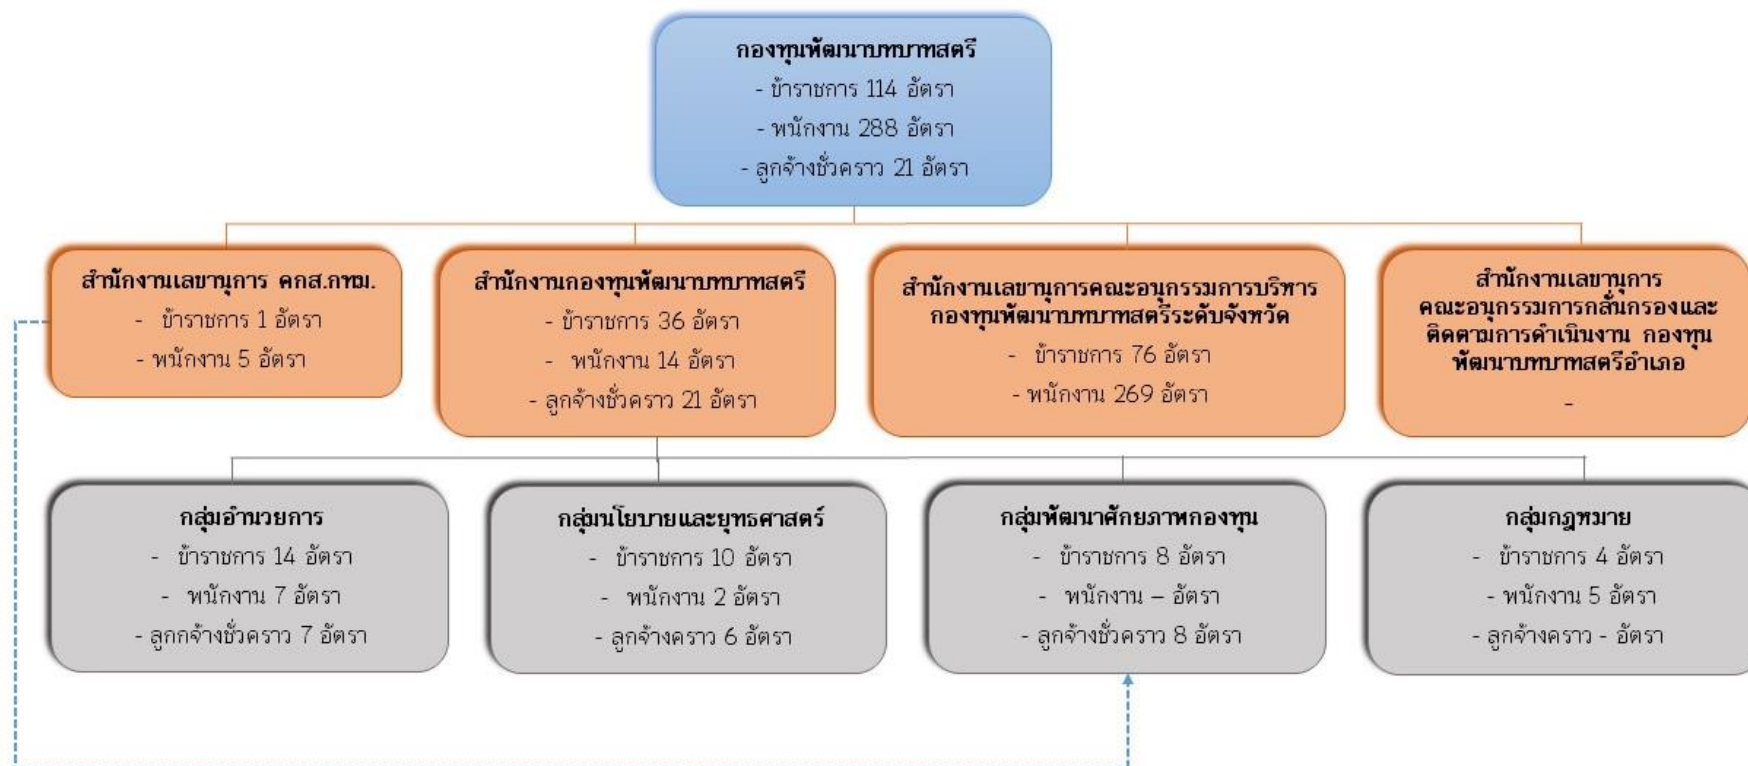 กองทุนพัฒนาบทบาทสตรี
- ข้าราชการ 114 อัตรา
- พนักงาน 288 อัตรา
- ลูกจ้างชั่วคราว 21 อัตรา
สำนักงานเลขานุการ คกส.กทม.
- ข้าราชการ 1 อัตรา
- พนักงาน 5 อัตรา
สำนักงานกองทุนพัฒนาบทบาทสตรี
- ข้าราชการ 36 อัตรา
- พนักงาน 14 อัตรา
- ลูกจ้างชั่วคราว 21 อัตรา
สำนักงานเลขานุการคณะอนุกรรมการบริหาร
กองทุนพัฒนาบทบาทสตรีระดับจังหวัด
- ข้าราชการ 76 อัตรา
- พนักงาน 269 อัตรา
สำนักงานเลขานุการ
คณะอนุกรรมการกลั่นกรองและ
ติดตามการดำเนินงาน กองทุน
พัฒนาบทบาทสตรีอำเภอ
-
กลุ่มอำนวยการ
- ข้าราชการ 14 อัตรา
- พนักงาน 7 อัตรา
- ลูกกจ้างชั่วคราว 7 อัตรา
กลุ่มนโยบายและยุทธศาสตร์
- ข้าราชการ 10 อัตรา
- พนักงาน 2 อัตรา
- ลูกจ้างคราว 6 อัตรา
กลุ่มพัฒนาศักยภาพกองทุน
- ข้าราชการ 8 อัตรา
- พนักงาน – อัตรา
- ลูกจ้างชั่วคราว 8 อัตรา
กลุ่มกฎหมาย
- ข้าราชการ 4 อัตรา
- พนักงาน 5 อัตรา
- ลูกจ้างคราว - อัตรา